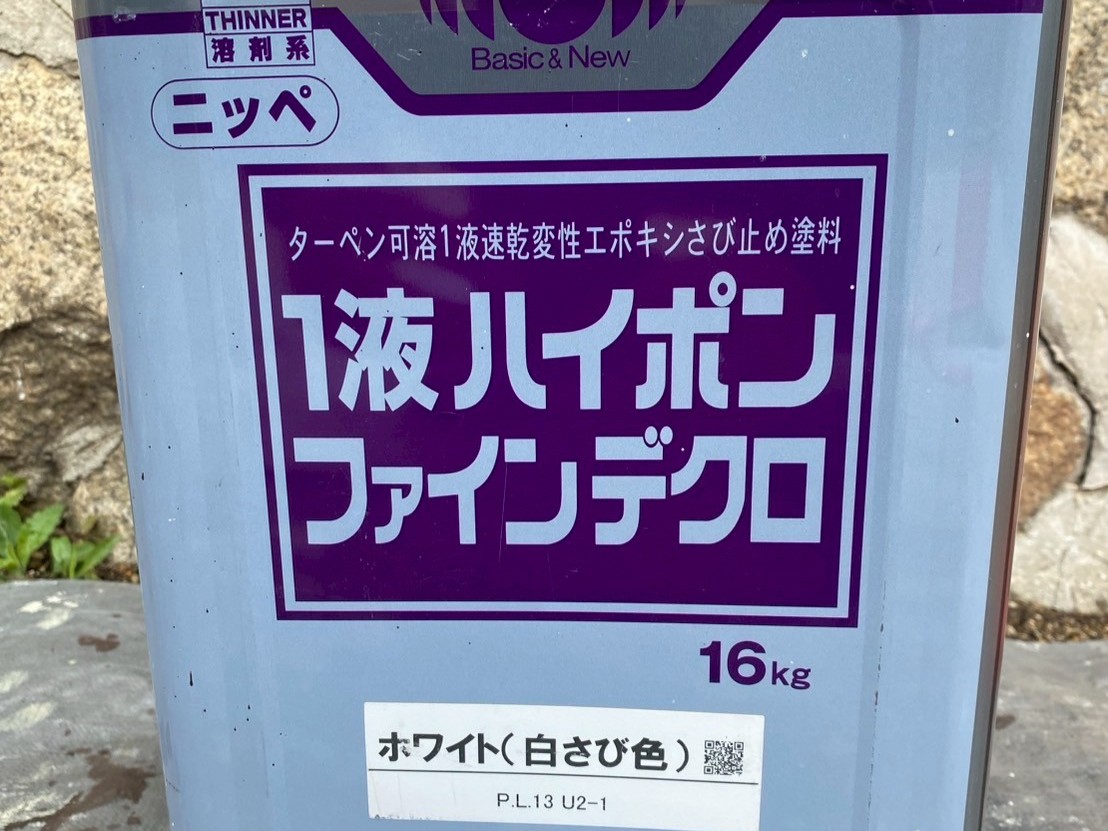 THINNER
溶剤系
Basic & New
ニッペ
ターペン可溶1液速乾変性エポキシさび止め塗料
1液ハイポン
ファインデクロ
16kg
ホワイト(白さび色)
P.L.13 U2-1